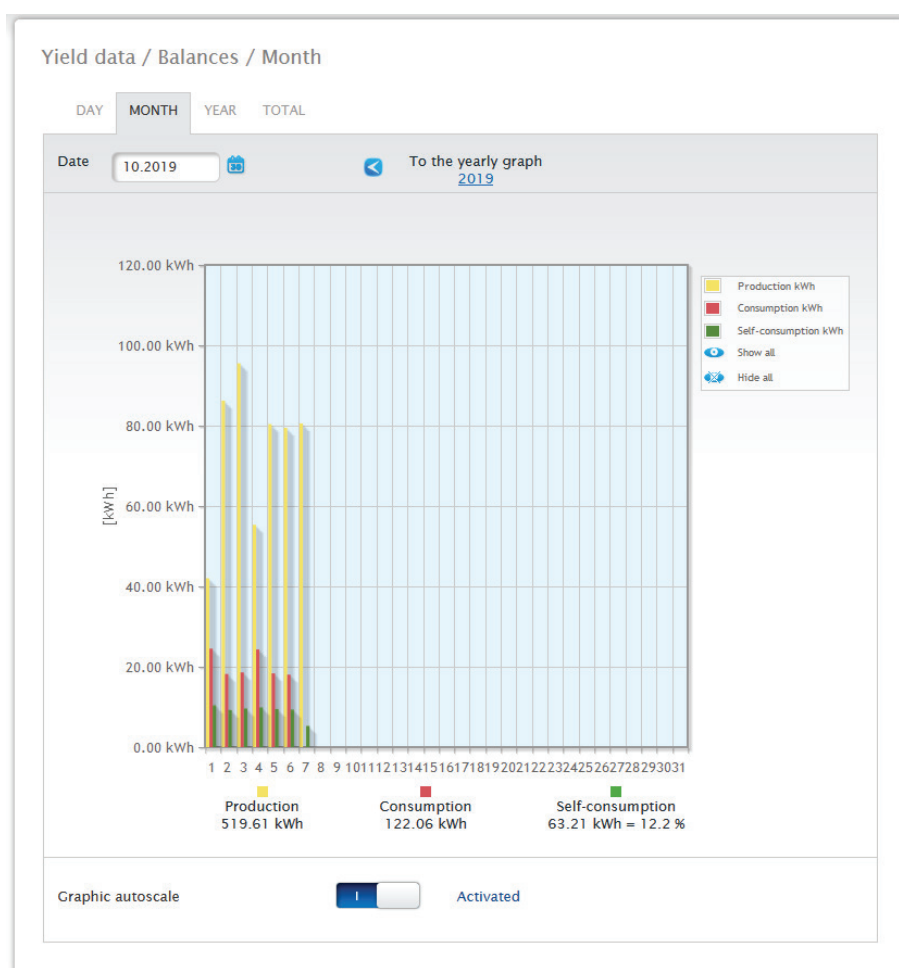 Yield data / Balances / Month
DAY MONTH YEAR TOTAL
Date 10.2019 30 To the yearly graph
2019
120.00 kWh
100.00 kWh
80.00 kWh
60.00 kWh
40.00 kWh
20.00 kWh
0.00 kWh
[kWh]
Production kWh
Consumption kWh
Self-consumption kWh
Show all
Hide all
1 2 3 4 5 6 7 8 9 10 11 12 13 14 15 16 17 18 19 20 21 22 23 24 25 26 27 28 29 30 31
Production Consumption Self-consumption
519.61 kWh 122.06 kWh 63.21 kWh = 12.2 %
Graphic autoscale I Activated